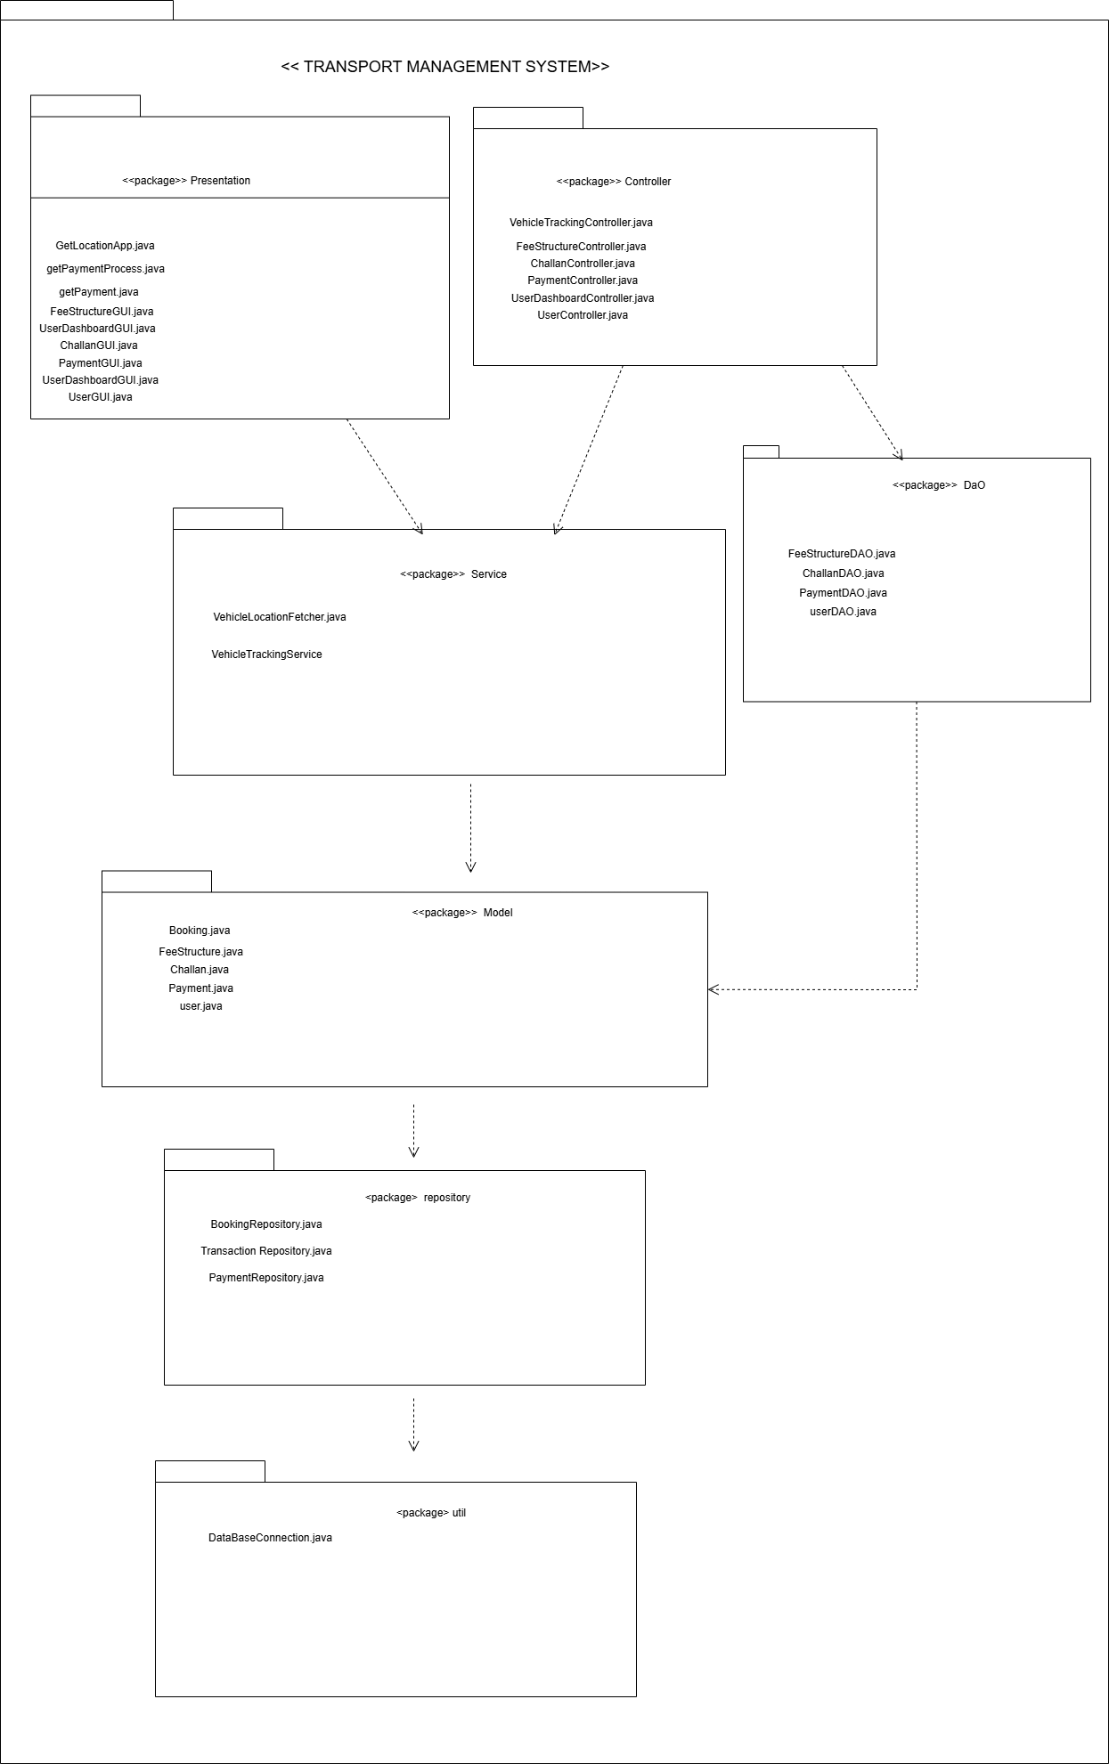 << TRANSPORT MANAGEMENT SYSTEM>>
<<package>> Presentation
GetLocationApp.java
getPaymentProcess.java
getPayment.java
FeeStructureGUI.java
UserDashboardGUI.java
ChallanGUI.java
PaymentGUI.java
UserDashboardGUI.java
UserGUI.java
<<package>> Controller
VehicleTrackingController.java
FeeStructureController.java
ChallanController.java
PaymentController.java
UserDashboardController.java
UserController.java
<<package>> DaO
FeeStructureDAO.java
ChallanDAO.java
PaymentDAO.java
userDAO.java
<<package>> Service
VehicleLocationFetcher.java
VehicleTrackingService
<<package>> Model
Booking.java
FeeStructure.java
Challan.java
Payment.java
user.java
<package> repository
BookingRepository.java
Transaction Repository.java
PaymentRepository.java
<package> util
DataBaseConnection.java